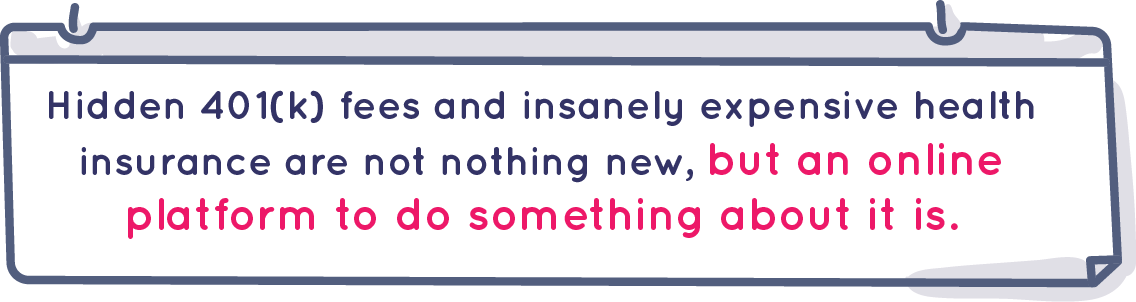 Hidden 401(k) fees and insanely expensive health
insurance are not nothing new, but an online
platform to do something about it is.